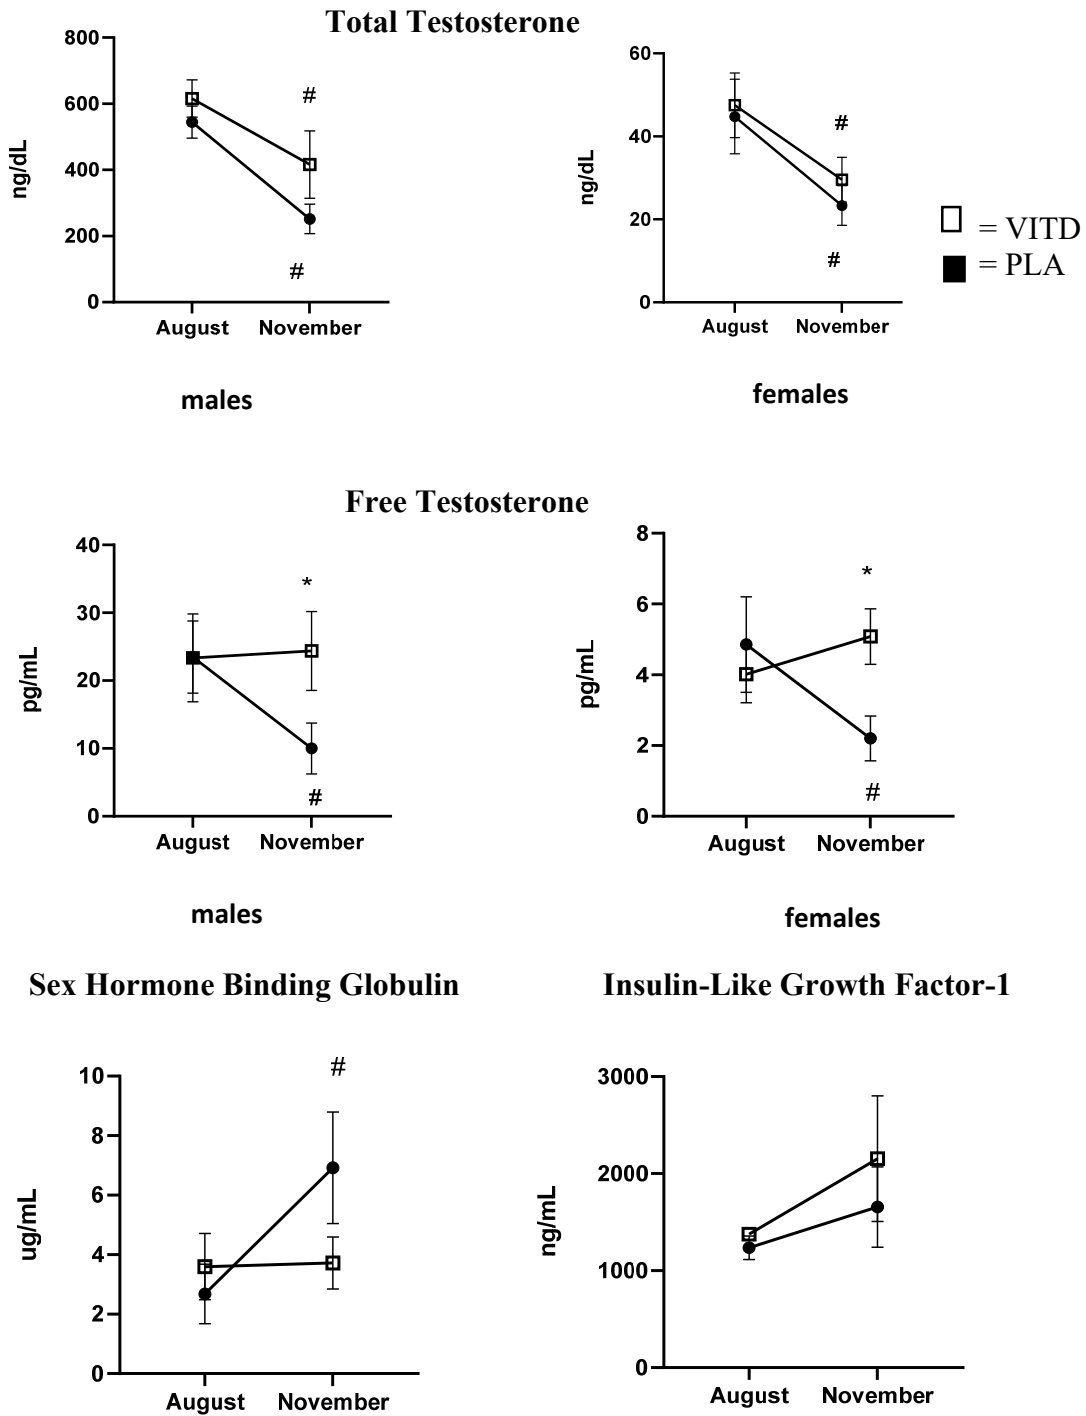 Total Testosterone
800
600
400
200
0
ng/dL
#
#
August November
males
60
40
20
0
ng/dL
#
#
August November
females
= VITD
= PLA
Free Testosterone
40
30
20
10
0
pg/mL
*
#
August November
males
8
6
4
2
0
pg/mL
*
#
August November
females
Sex Hormone Binding Globulin
10
8
6
4
2
0
ug/mL
#
August November
Insulin-Like Growth Factor-1
3000
2000
1000
0
ng/mL
August November